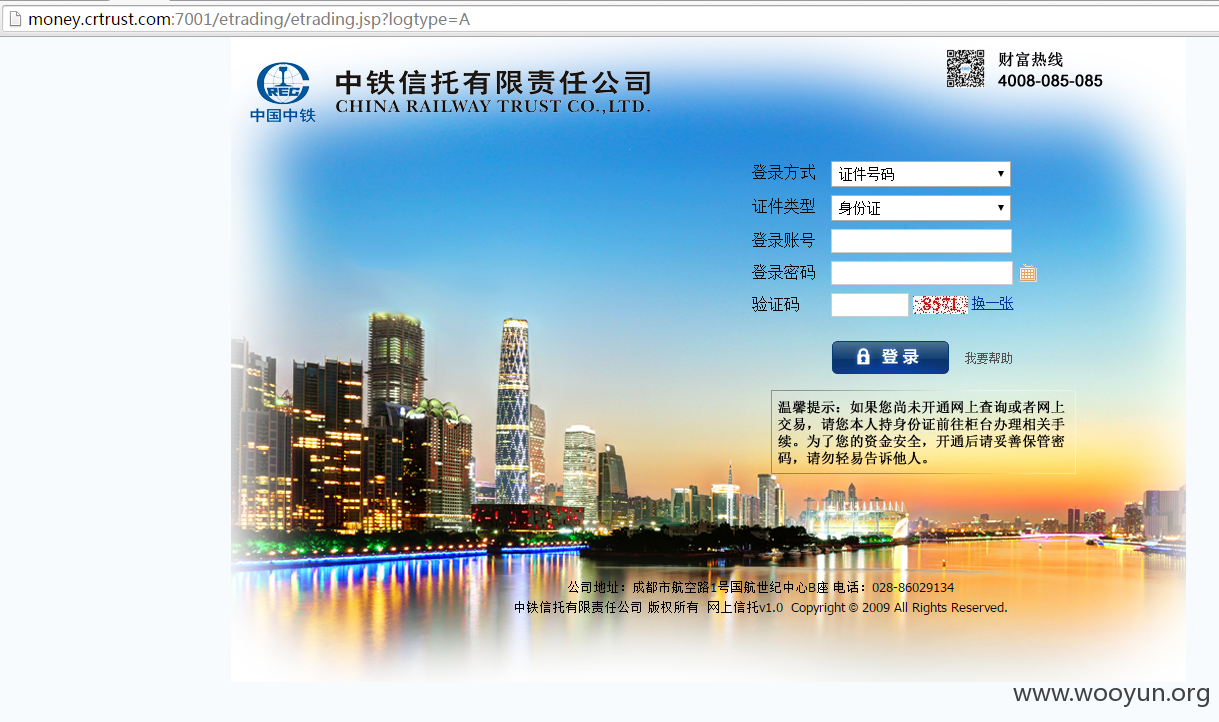 money.crtrust.com:7001/etrading/etrading.jsp?logtype=A
REC
中国中铁
中铁信托有限责任公司
CHINA RAILWAY TRUST CO.,LTD.
财富热线
4008-085-085
登录方式 证件号码
证件类型 身份证
登录账号
登录密码
验证码 8571 换一张
登录 我要帮助
温馨提示：如果您尚未开通网上查询或者网上
交易，请您本人持身份证前往柜台办理相关手
续。为了您的资金安全，开通后请妥善保管密
码，请勿轻易告诉他人。
公司地址：成都市航空路1号国航世纪中心B座 电话：028-86029134
中铁信托有限责任公司 版权所有 网上信托v1.0 Copyright © 2009 All Rights Reserved.
www.wooyun.org